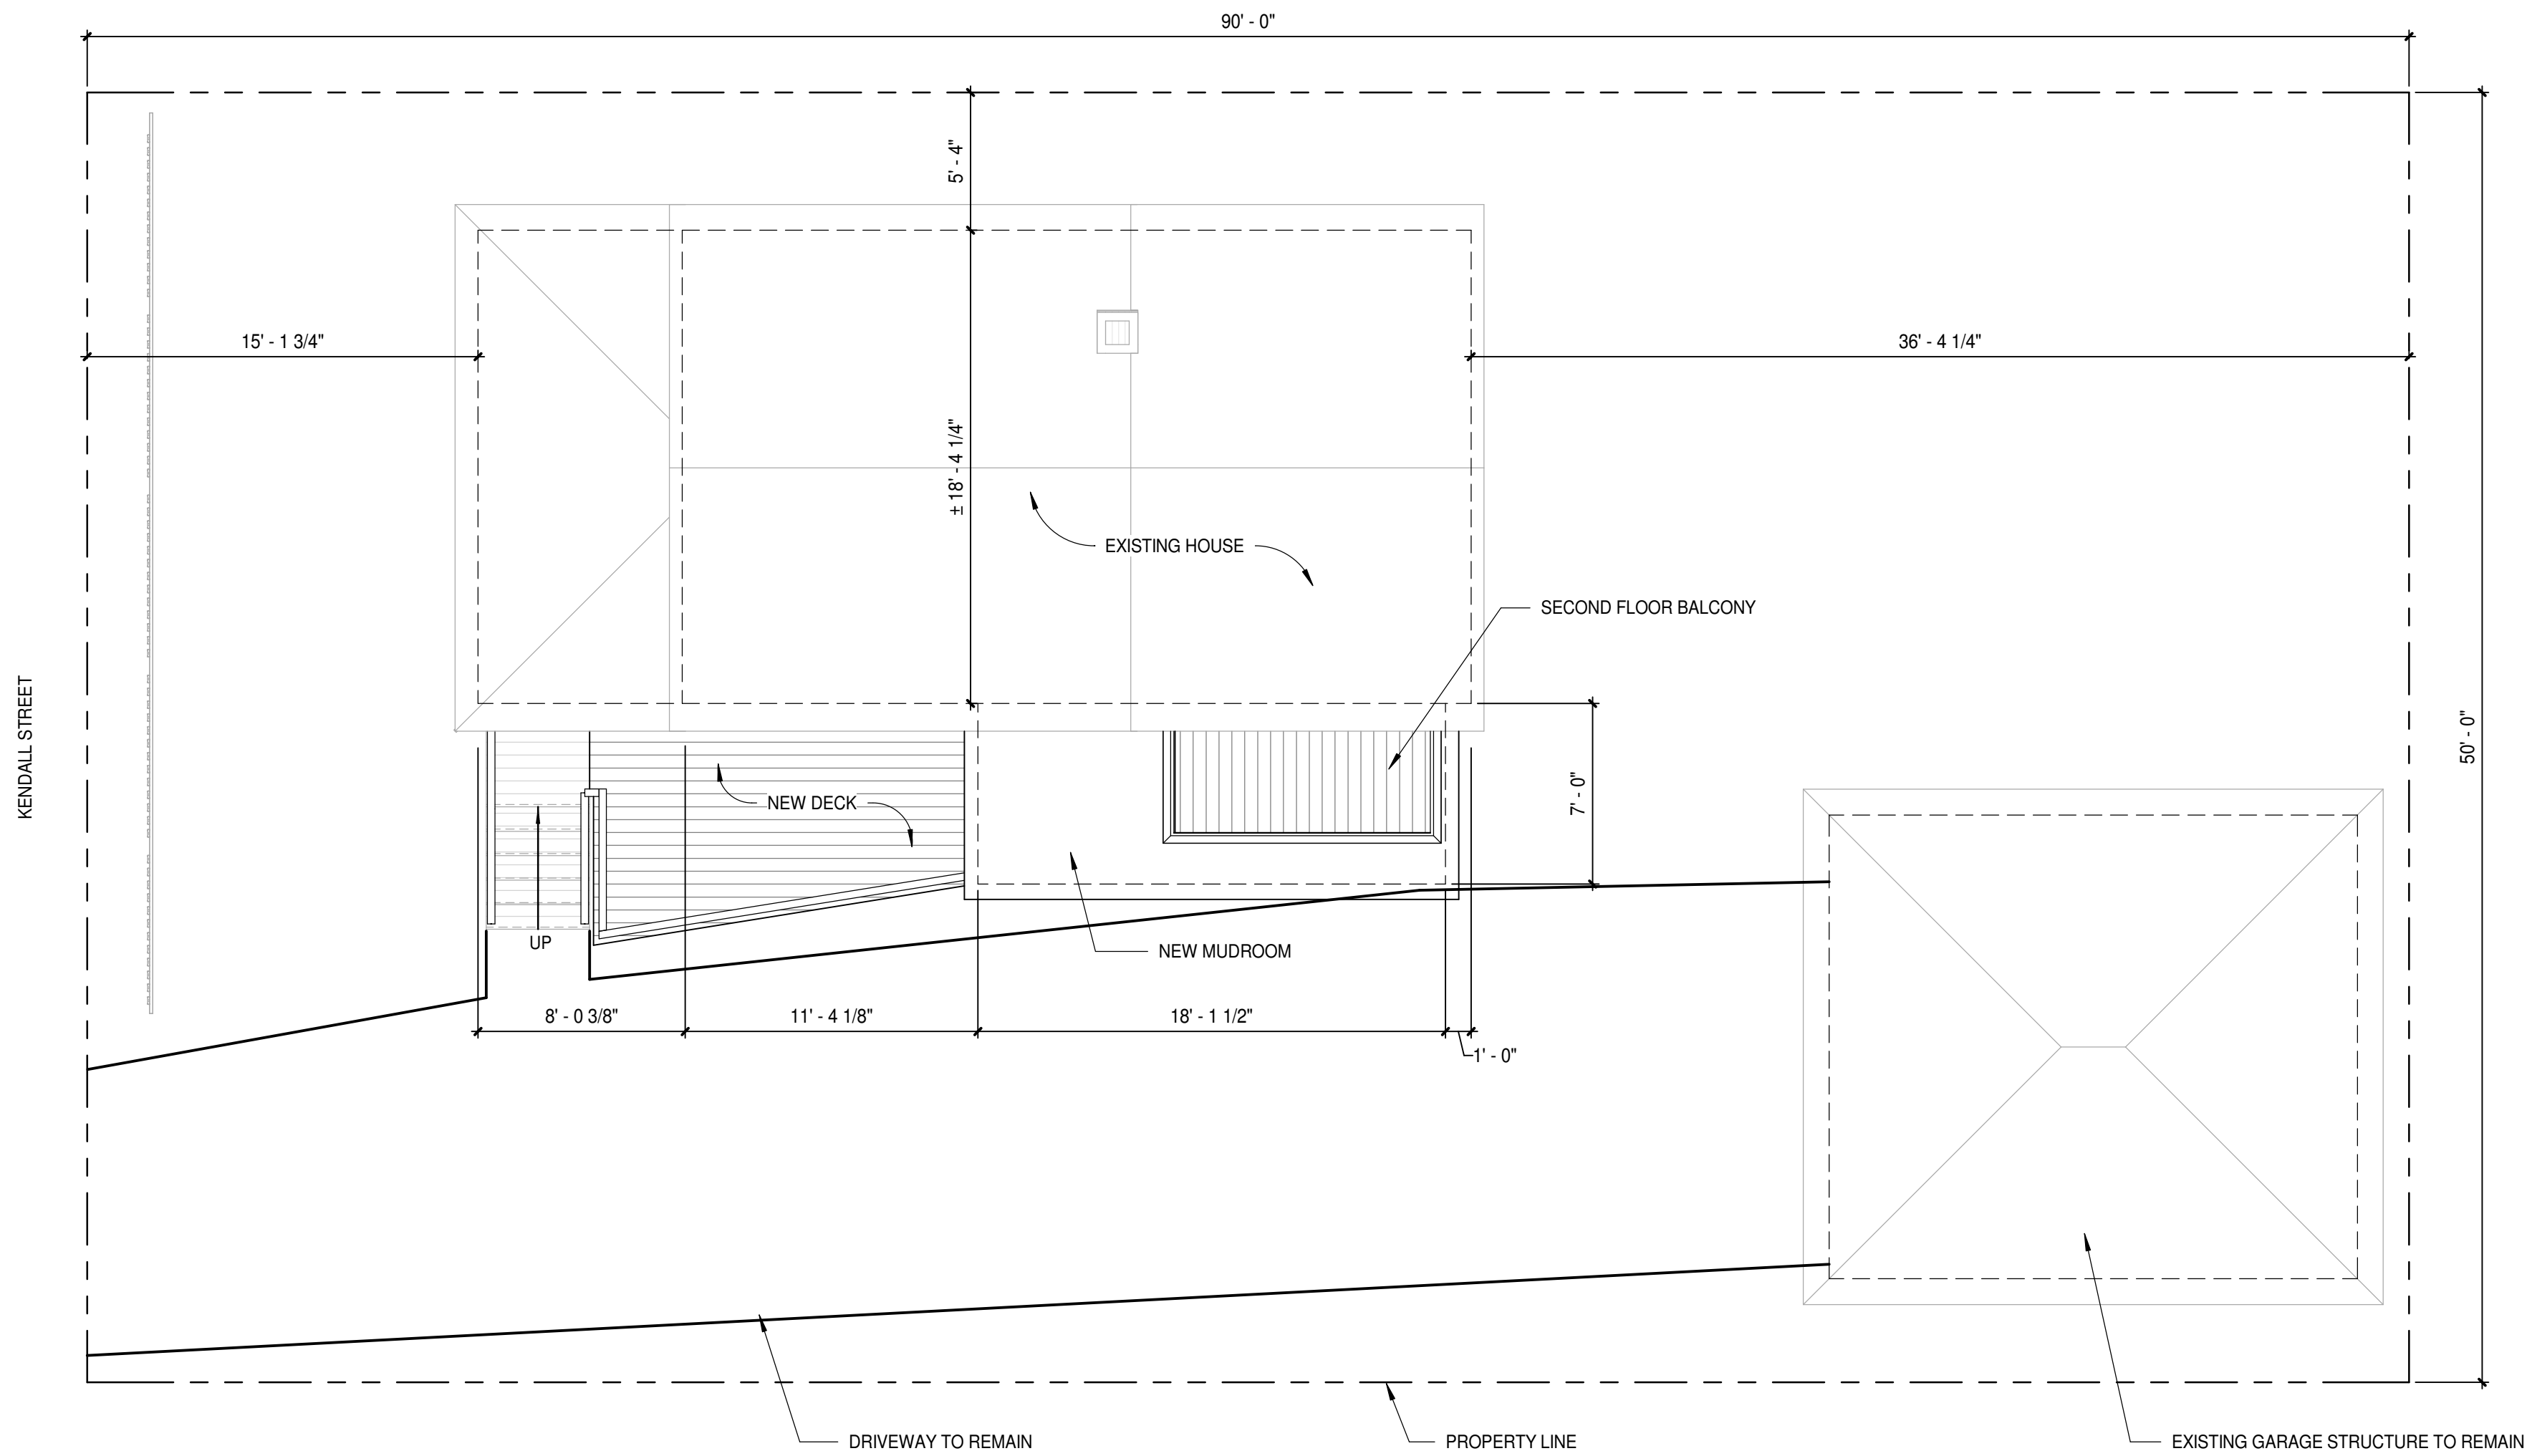 90' - 0"
5' - 4"
15' - 1 3/4"
36' - 4 1/4"
± 18' - 4 1/4"
EXISTING HOUSE
SECOND FLOOR BALCONY
KENDALL STREET
50' - 0"
7' - 0"
NEW DECK
UP
NEW MUDROOM
8' - 0 3/8"
11' - 4 1/8"
18' - 1 1/2"
1' - 0"
DRIVEWAY TO REMAIN
PROPERTY LINE
EXISTING GARAGE STRUCTURE TO REMAIN